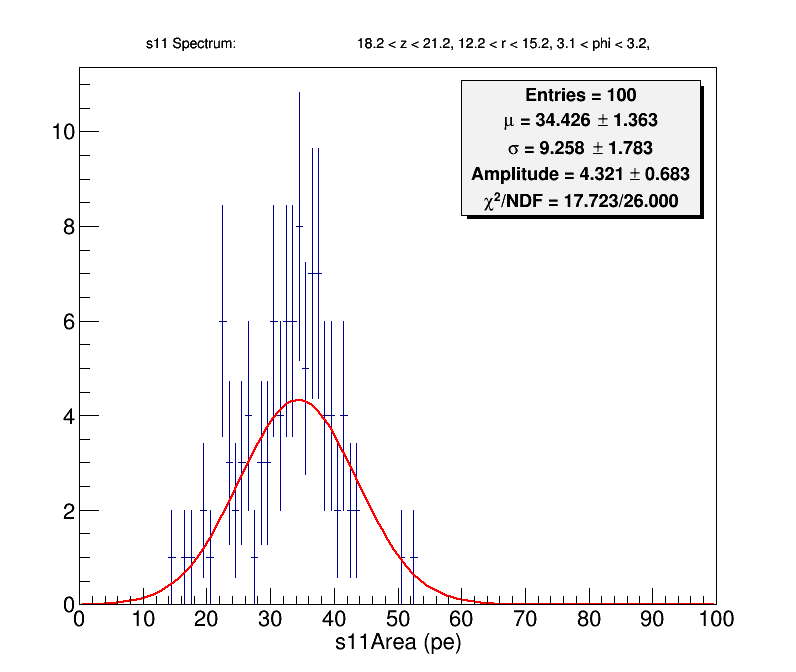 s11 Spectrum: 18.2 < z < 21.2, 12.2 < r < 15.2, 3.1 < phi < 3.2,
Entries = 100
μ = 34.426 ± 1.363
σ = 9.258 ± 1.783
Amplitude = 4.321 ± 0.683
χ²/NDF = 17.723/26.000
10
8
6
4
2
0
0 10 20 30 40 50 60 70 80 90 100
s11Area (pe)